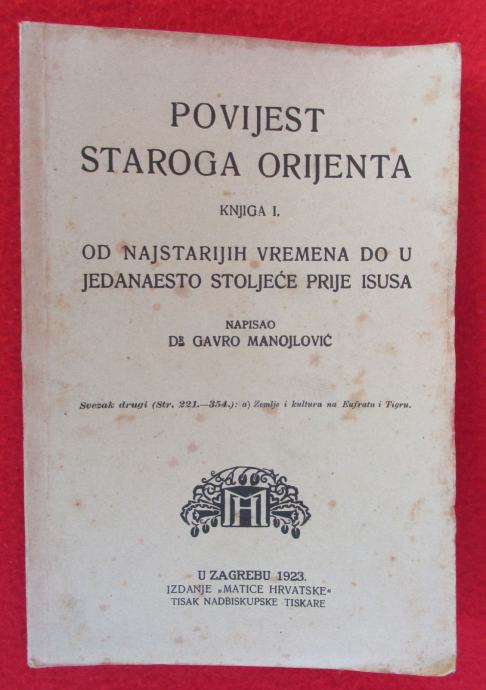 POVIJEST
STAROGA ORIJENTA
KNJIGA I.
OD NAJSTARIJIH VREMENA DO U
JEDANAESTO STOLJEĆE PRIJE ISUSA
NAPISAO
DR GAVRO MANOJLOVIĆ
Svezak drugi (Str. 221.—354.): a) Zemlje i kultura na Eufratu i Tigru.
MH
U ZAGREBU 1923.
IZDANJE „MATICE HRVATSKE“
TISAK NADBISKUPSKE TISKARE